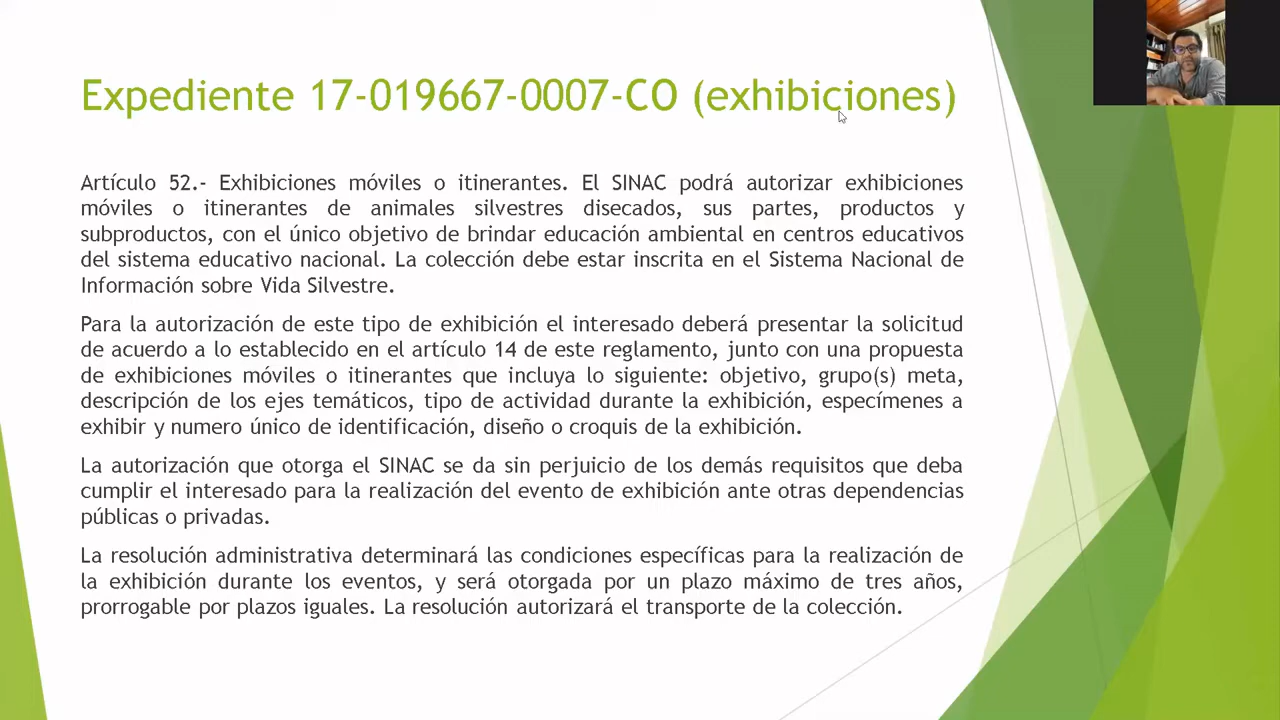 Expediente 17-019667-0007-CO (exhibiciones)
Artículo 52.- Exhibiciones móviles o itinerantes. El SINAC podrá autorizar exhibiciones
móviles o itinerantes de animales silvestres disecados, sus partes, productos y
subproductos, con el único objetivo de brindar educación ambiental en centros educativos
del sistema educativo nacional. La colección debe estar inscrita en el Sistema Nacional de
Información sobre Vida Silvestre.
Para la autorización de este tipo de exhibición el interesado deberá presentar la solicitud
de acuerdo a lo establecido en el artículo 14 de este reglamento, junto con una propuesta
de exhibiciones móviles o itinerantes que incluya lo siguiente: objetivo, grupo(s) meta,
descripción de los ejes temáticos, tipo de actividad durante la exhibición, especímenes a
exhibir y numero único de identificación, diseño o croquis de la exhibición.
La autorización que otorga el SINAC se da sin perjuicio de los demás requisitos que deba
cumplir el interesado para la realización del evento de exhibición ante otras dependencias
públicas o privadas.
La resolución administrativa determinará las condiciones específicas para la realización de
la exhibición durante los eventos, y será otorgada por un plazo máximo de tres años,
prorrogable por plazos iguales. La resolución autorizará el transporte de la colección.